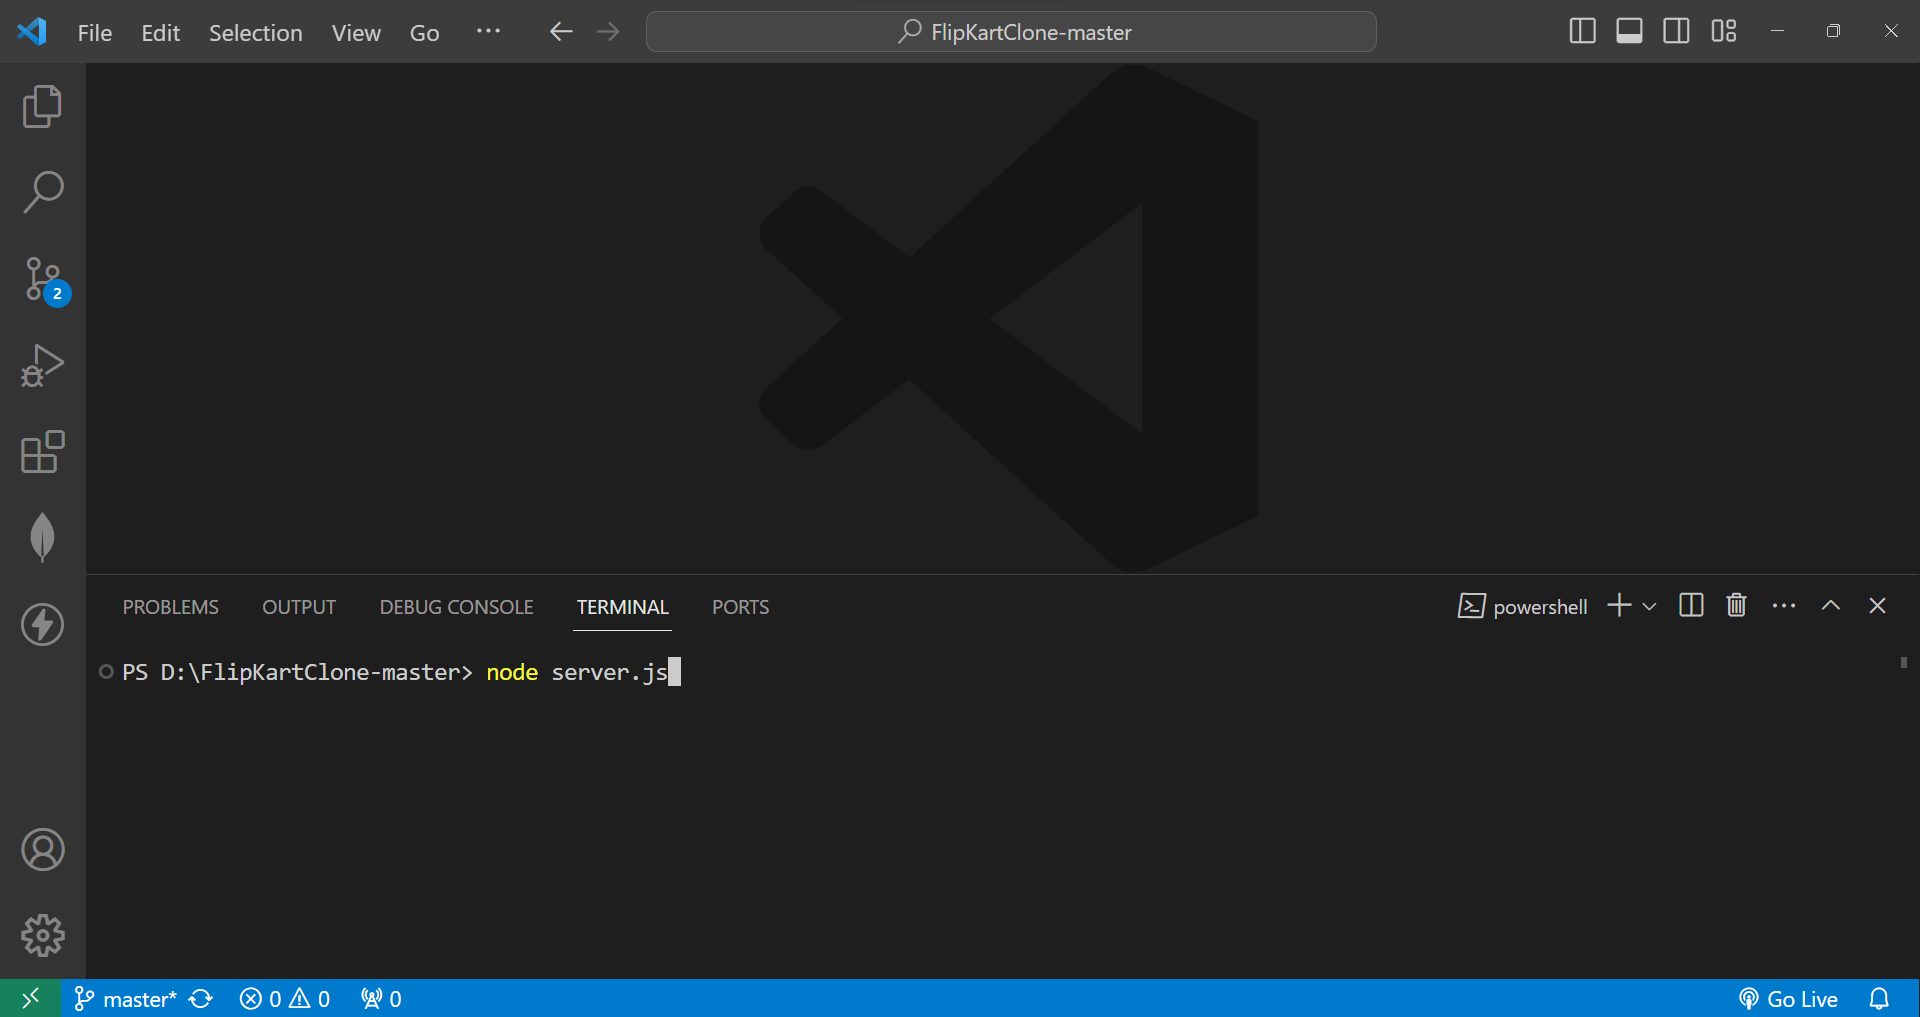 File Edit Selection View Go ··· FlipKartClone-master
2
PROBLEMS OUTPUT DEBUG CONSOLE TERMINAL PORTS powershell
PS D:\FlipKartClone-master> node server.js
master* 0 0 0 Go Live